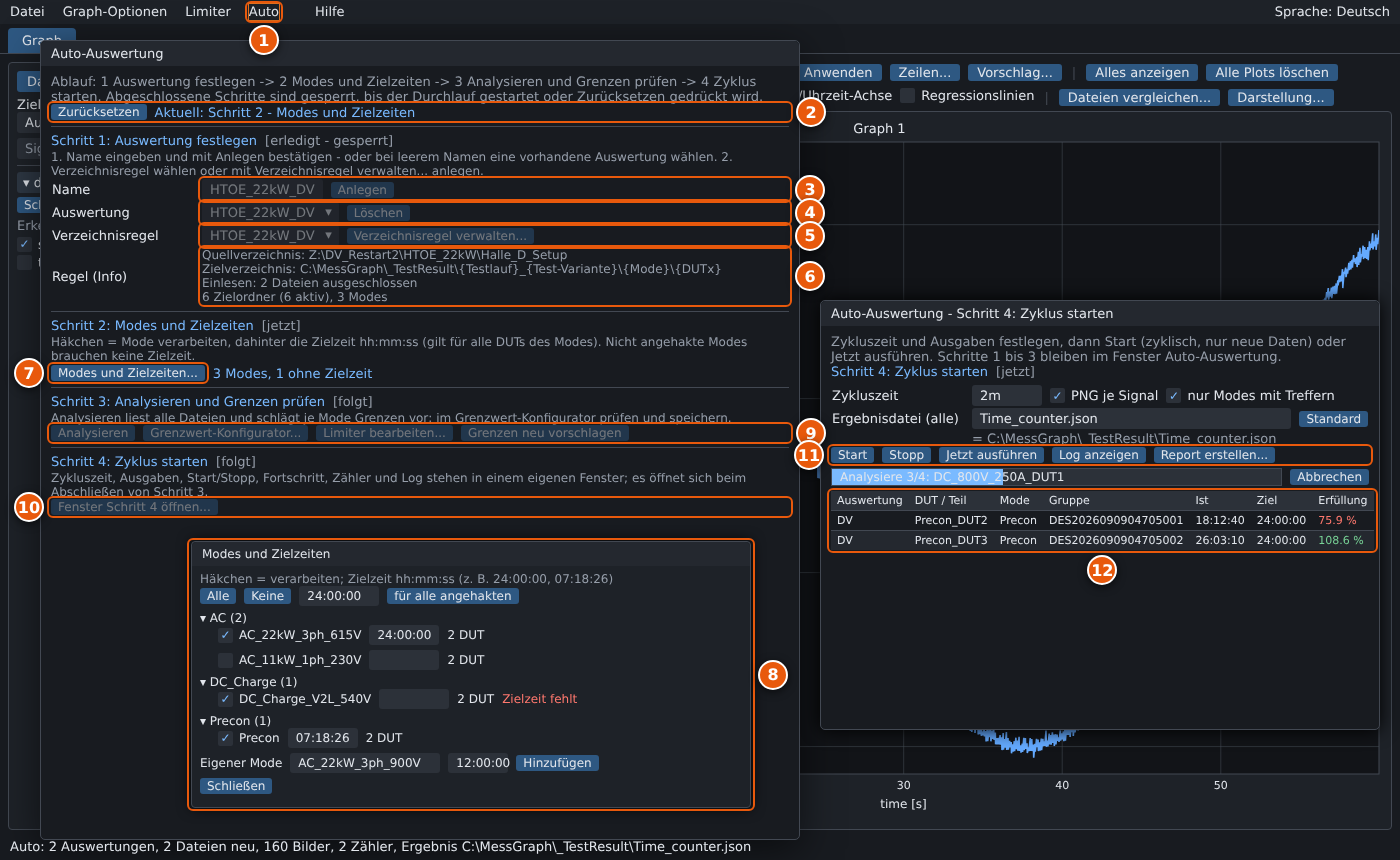 Datei Graph-Optionen Limiter Auto Hilfe Sprache: Deutsch
1
Graph
Auto-Auswertung
Ablauf: 1 Auswertung festlegen -> 2 Modes und Zielzeiten -> 3 Analysieren und Grenzen prüfen -> 4 Zyklus
starten. Abgeschlossene Schritte sind gesperrt, bis der Durchlauf gestartet oder Zurücksetzen gedrückt wird.
Zurücksetzen Aktuell: Schritt 2 - Modes und Zielzeiten
2
Schritt 1: Auswertung festlegen [erledigt - gesperrt]
1. Name eingeben und mit Anlegen bestätigen - oder bei leerem Namen eine vorhandene Auswertung wählen. 2.
Verzeichnisregel wählen oder mit Verzeichnisregel verwalten... anlegen.
Name HTOE_22kW_DV Anlegen
3
Auswertung HTOE_22kW_DV ▼ Löschen
4
Verzeichnisregel HTOE_22kW_DV ▼ Verzeichnisregel verwalten...
5
Regel (Info)
Quellverzeichnis: Z:\DV_Restart2\HTOE_22kW\Halle_D_Setup
Zielverzeichnis: C:\MessGraph\_TestResult\{Testlauf}_{Test-Variante}\{Mode}\{DUTx}
Einlesen: 2 Dateien ausgeschlossen
6 Zielordner (6 aktiv), 3 Modes
6
Schritt 2: Modes und Zielzeiten [jetzt]
Häkchen = Mode verarbeiten, dahinter die Zielzeit hh:mm:ss (gilt für alle DUTs des Modes). Nicht angehakte Modes
brauchen keine Zielzeit.
7
Modes und Zielzeiten... 3 Modes, 1 ohne Zielzeit
Schritt 3: Analysieren und Grenzen prüfen [folgt]
Analysieren liest alle Dateien und schlägt je Mode Grenzen vor; im Grenzwert-Konfigurator prüfen und speichern.
Analysieren Grenzwert-Konfigurator... Limiter bearbeiten... Grenzen neu vorschlagen
9
Schritt 4: Zyklus starten [folgt]
Zykluszeit, Ausgaben, Start/Stopp, Fortschritt, Zähler und Log stehen in einem eigenen Fenster; es öffnet sich beim
Abschließen von Schritt 3.
10
Fenster Schritt 4 öffnen...
Modes und Zielzeiten
Häkchen = verarbeiten; Zielzeit hh:mm:ss (z. B. 24:00:00, 07:18:26)
Alle Keine 24:00:00 für alle angehakten
▾ AC (2)
✓ AC_22kW_3ph_615V 24:00:00 2 DUT
AC_11kW_1ph_230V 2 DUT
8
▾ DC_Charge (1)
✓ DC_Charge_V2L_540V 2 DUT Zielzeit fehlt
▾ Precon (1)
✓ Precon 07:18:26 2 DUT
Eigener Mode AC_22kW_3ph_900V 12:00:00 Hinzufügen
Schließen
Anwenden Zeilen... Vorschlag... | Alles anzeigen Alle Plots löschen
/Uhrzeit-Achse Regressionslinien | Dateien vergleichen... Darstellung...
Graph 1
Auto-Auswertung - Schritt 4: Zyklus starten
Zykluszeit und Ausgaben festlegen, dann Start (zyklisch, nur neue Daten) oder
Jetzt ausführen. Schritte 1 bis 3 bleiben im Fenster Auto-Auswertung.
Schritt 4: Zyklus starten [jetzt]
Zykluszeit 2m ✓ PNG je Signal ✓ nur Modes mit Treffern
Ergebnisdatei (alle) Time_counter.json Standard
= C:\MessGraph\_TestResult\Time_counter.json
11
Start Stopp Jetzt ausführen Log anzeigen Report erstellen...
Analysiere 3/4: DC_800V_250A_DUT1 Abbrechen
Auswertung DUT / Teil Mode Gruppe Ist Ziel Erfüllung
DV Precon_DUT2 Precon DES2026090904705001 18:12:40 24:00:00 75.9 %
DV Precon_DUT3 Precon DES2026090904705002 26:03:10 24:00:00 108.6 %
12
30 40 50
time [s]
Auto: 2 Auswertungen, 2 Dateien neu, 160 Bilder, 2 Zähler, Ergebnis C:\MessGraph\_TestResult\Time_counter.json